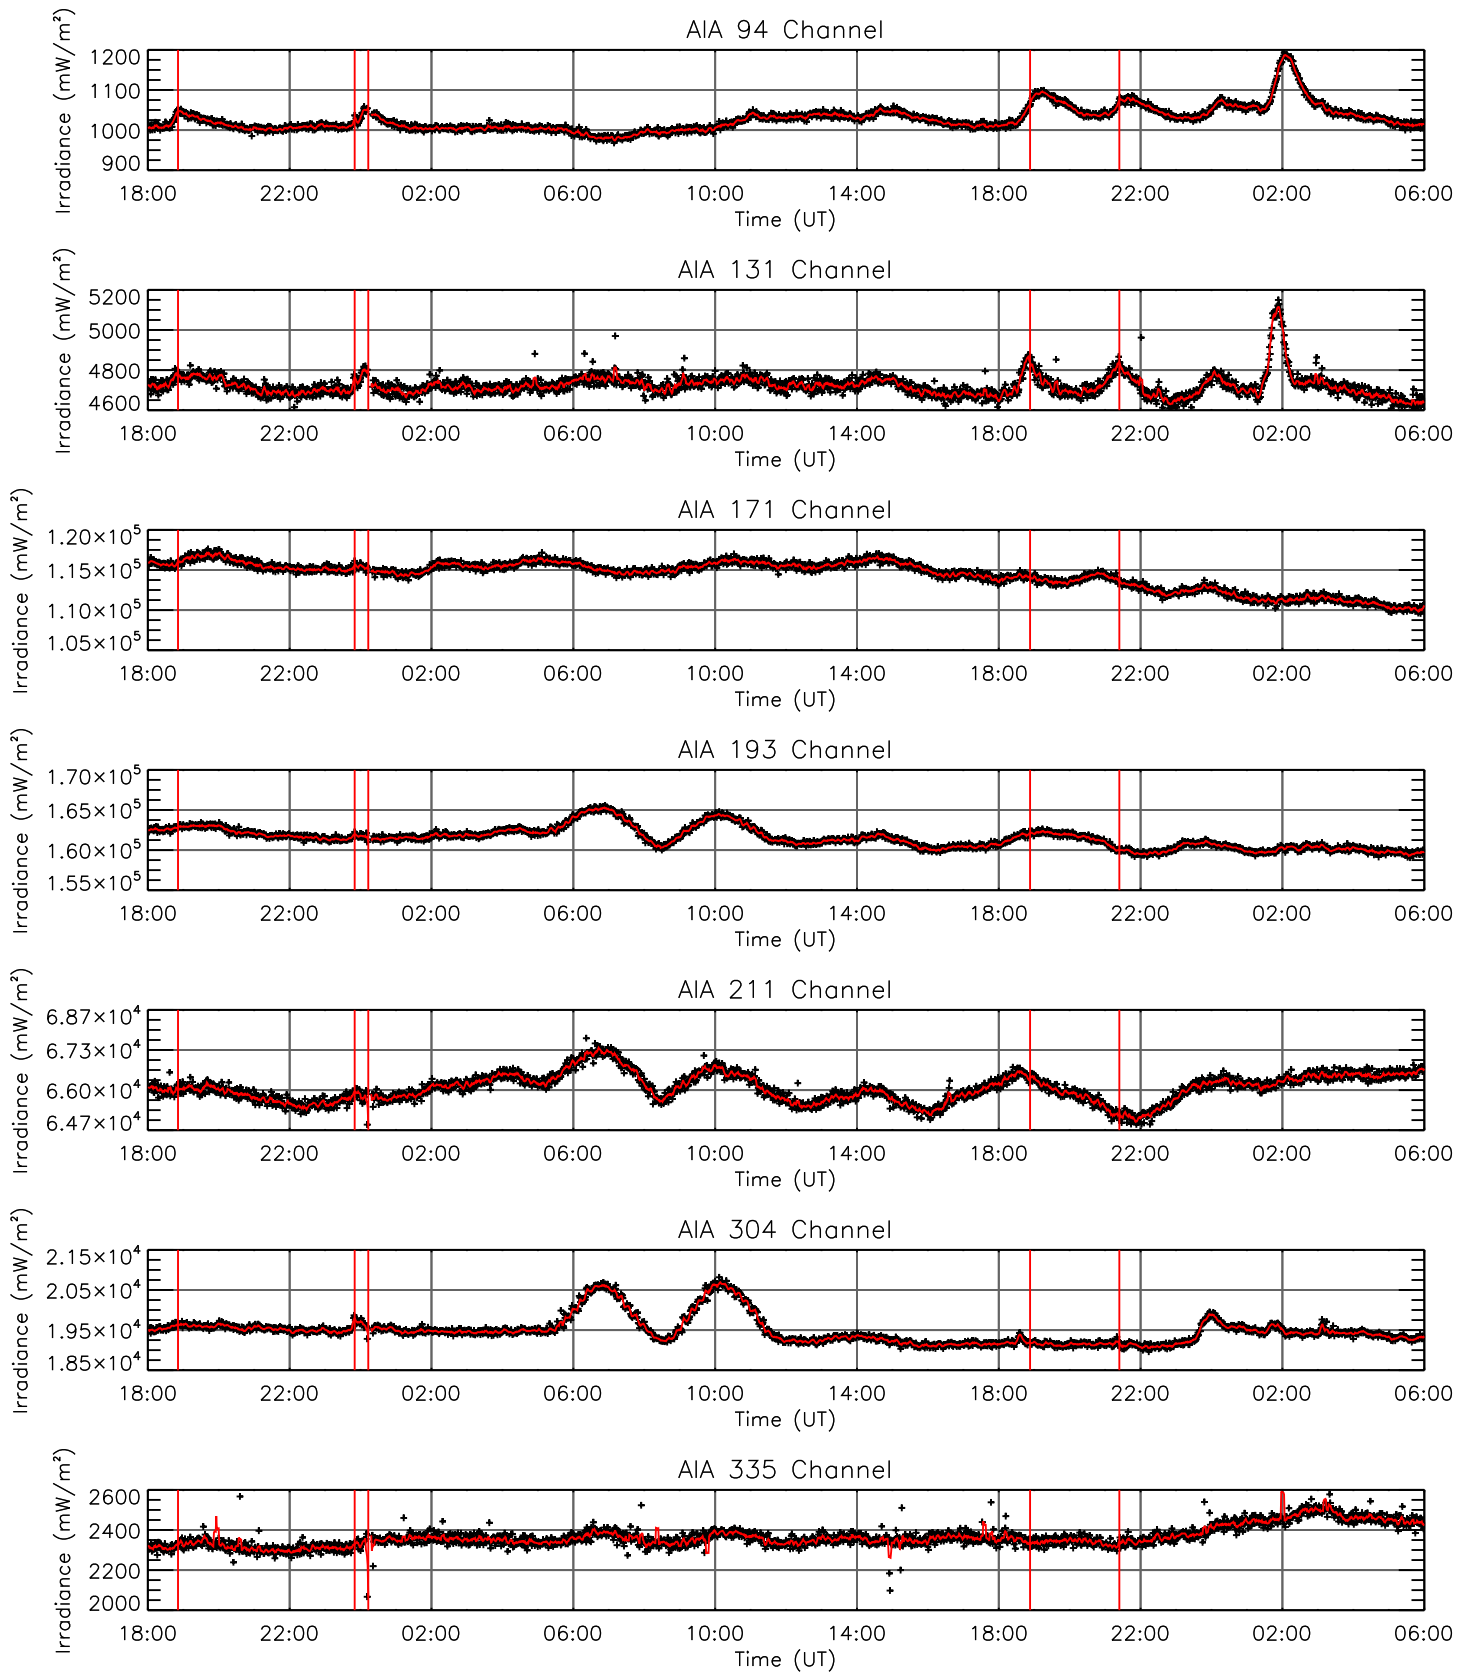 AIA 94 Channel
Irradiance (mW/m²)
1200
1100
1000
900
18:00 22:00 02:00 06:00 10:00 14:00 18:00 22:00 02:00 06:00
Time (UT)
AIA 131 Channel
Irradiance (mW/m²)
5200
5000
4800
4600
18:00 22:00 02:00 06:00 10:00 14:00 18:00 22:00 02:00 06:00
Time (UT)
AIA 171 Channel
Irradiance (mW/m²)
1.20×10⁵
1.15×10⁵
1.10×10⁵
1.05×10⁵
18:00 22:00 02:00 06:00 10:00 14:00 18:00 22:00 02:00 06:00
Time (UT)
AIA 193 Channel
Irradiance (mW/m²)
1.70×10⁵
1.65×10⁵
1.60×10⁵
1.55×10⁵
18:00 22:00 02:00 06:00 10:00 14:00 18:00 22:00 02:00 06:00
Time (UT)
AIA 211 Channel
Irradiance (mW/m²)
6.87×10⁴
6.73×10⁴
6.60×10⁴
6.47×10⁴
18:00 22:00 02:00 06:00 10:00 14:00 18:00 22:00 02:00 06:00
Time (UT)
AIA 304 Channel
Irradiance (mW/m²)
2.15×10⁴
2.05×10⁴
1.95×10⁴
1.85×10⁴
18:00 22:00 02:00 06:00 10:00 14:00 18:00 22:00 02:00 06:00
Time (UT)
AIA 335 Channel
Irradiance (mW/m²)
2600
2400
2200
2000
18:00 22:00 02:00 06:00 10:00 14:00 18:00 22:00 02:00 06:00
Time (UT)